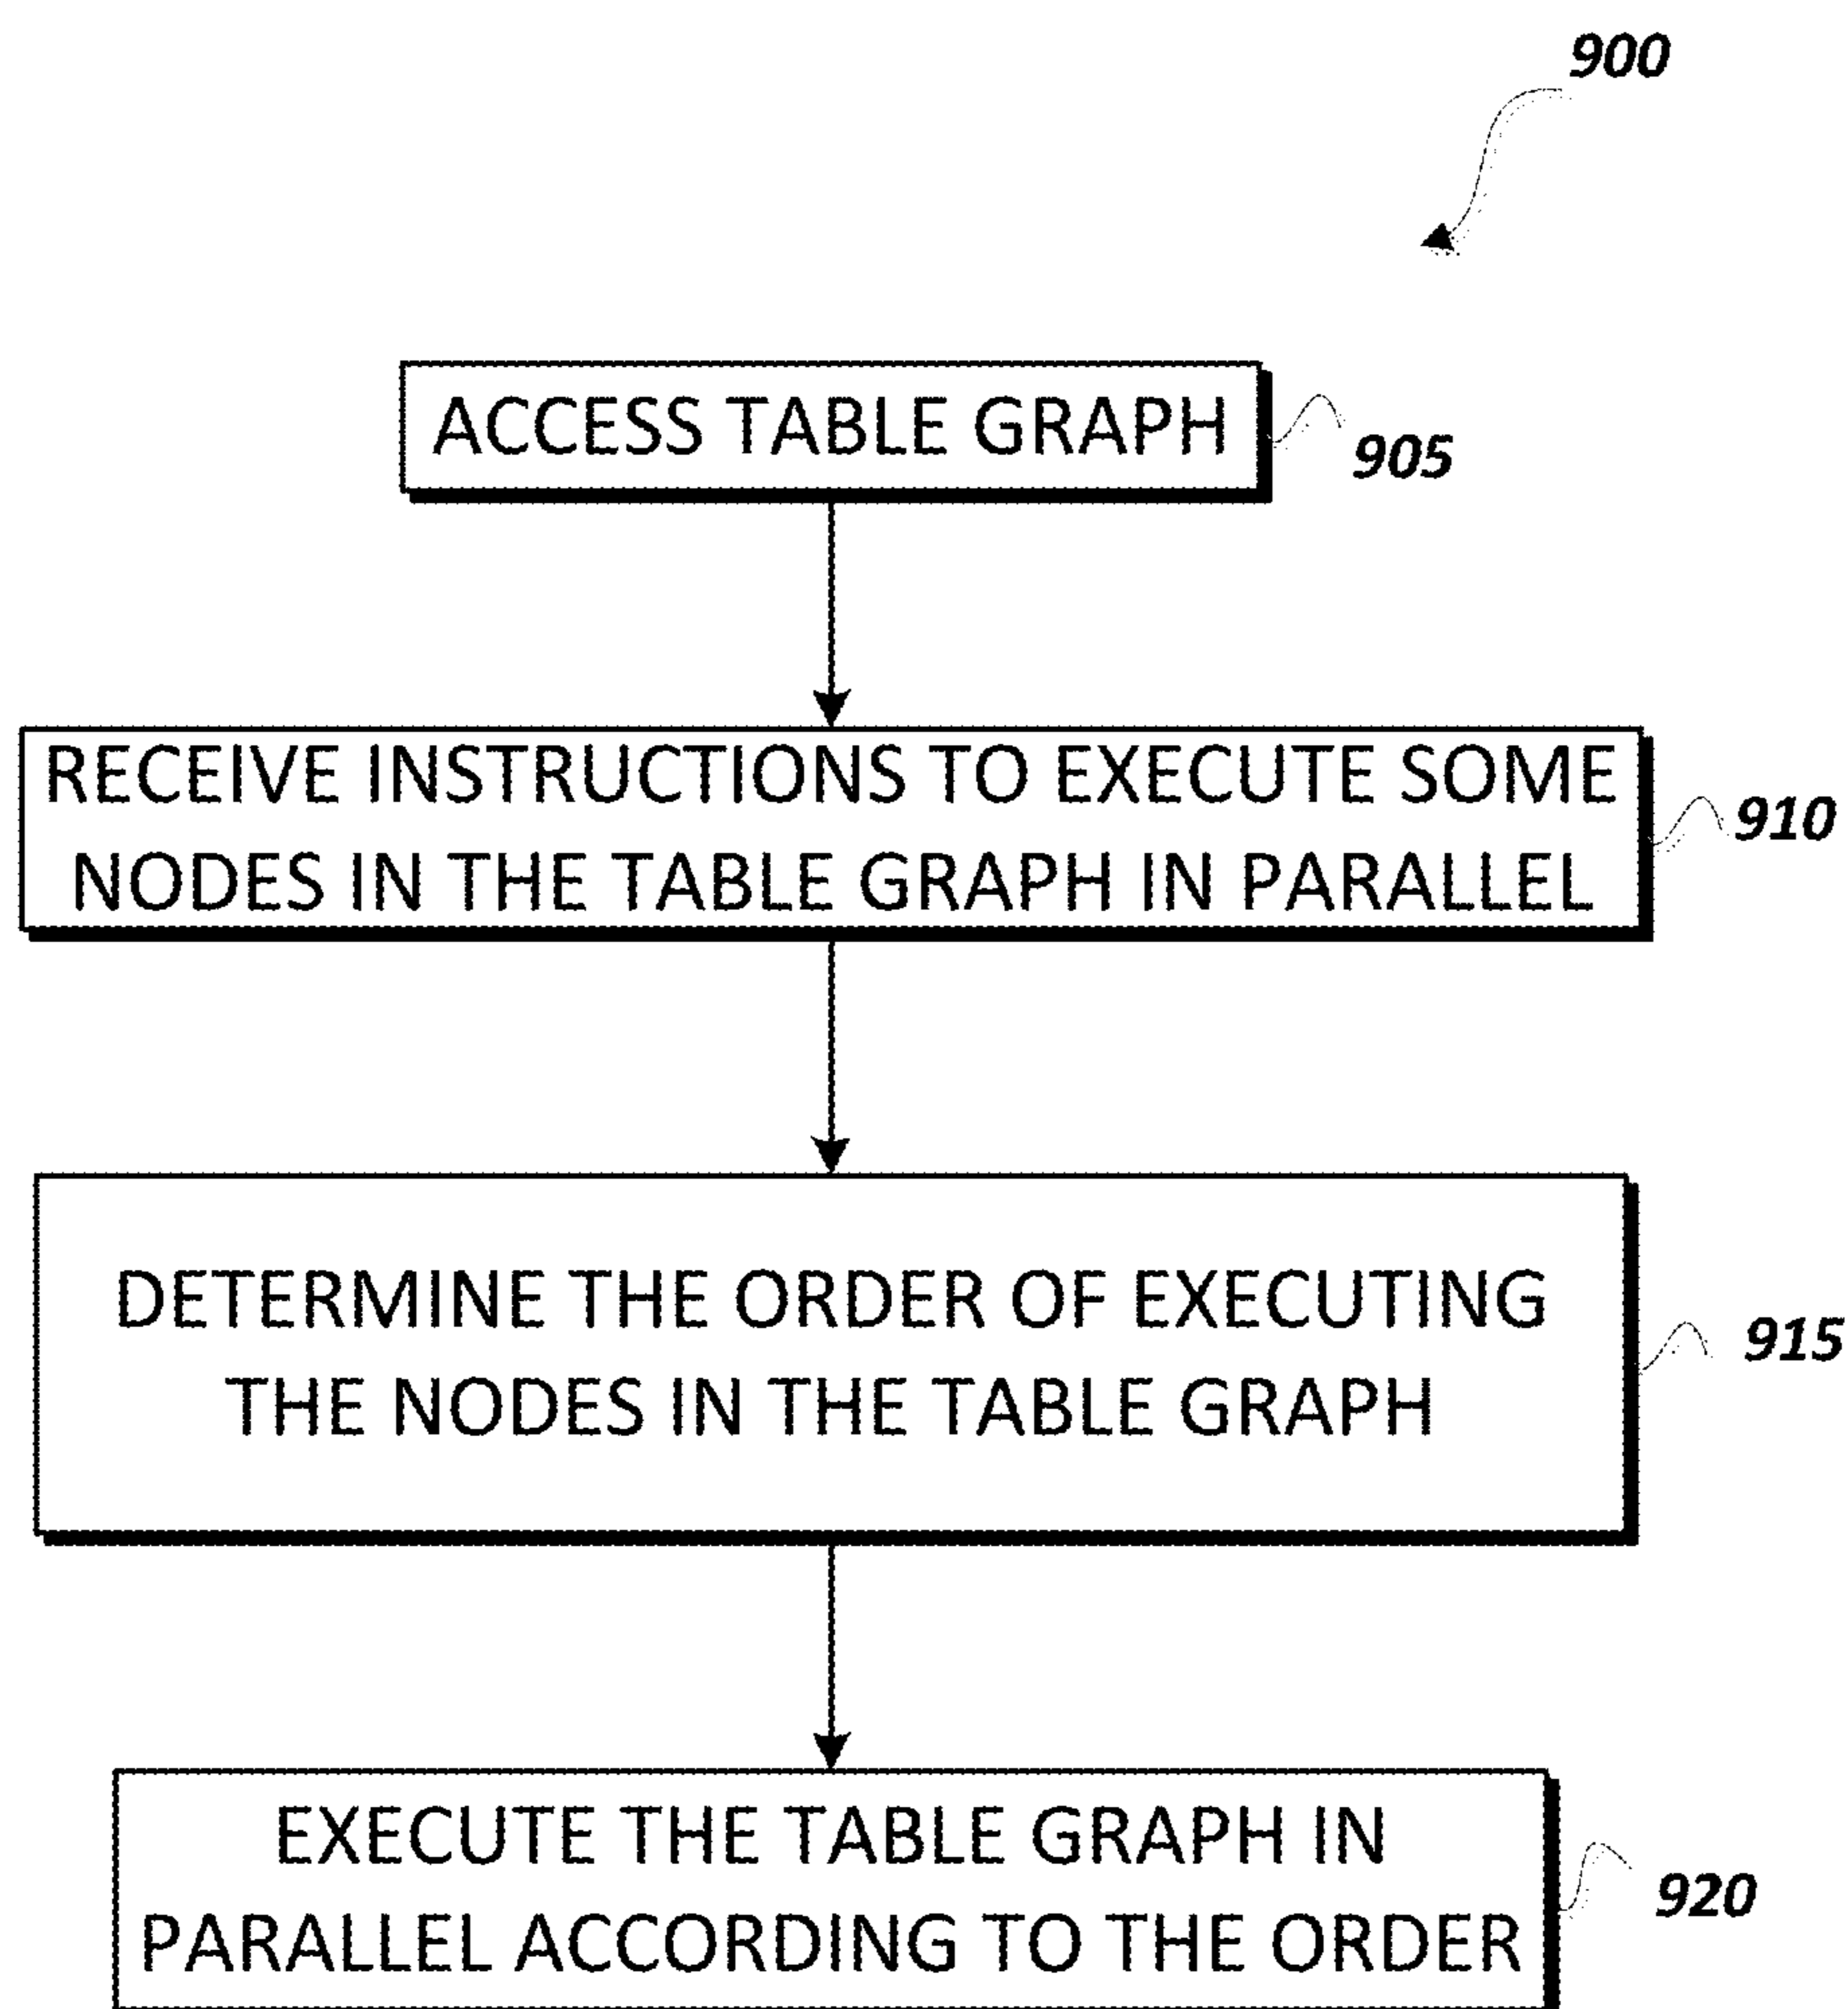 900
ACCESS TABLE GRAPH
905
RECEIVE INSTRUCTIONS TO EXECUTE SOME
NODES IN THE TABLE GRAPH IN PARALLEL
910
DETERMINE THE ORDER OF EXECUTING
THE NODES IN THE TABLE GRAPH
915
EXECUTE THE TABLE GRAPH IN
PARALLEL ACCORDING TO THE ORDER
920